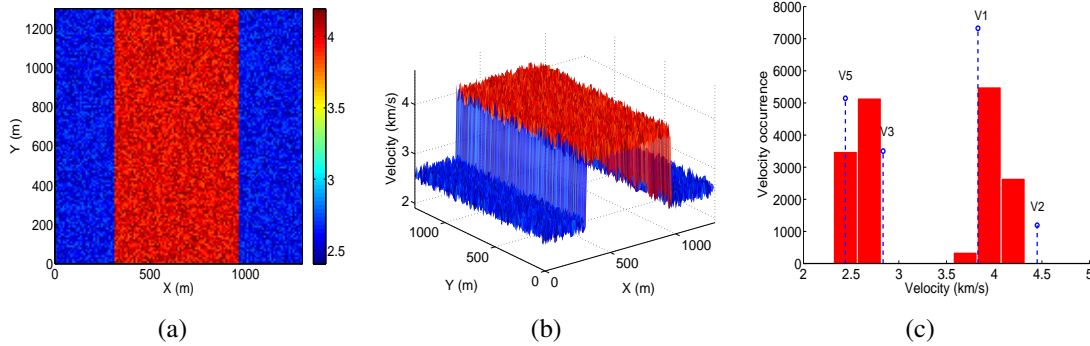 1200
1000
800
600
400
200
0
Y (m)
0
500
1000
X (m)
4
3.5
3
2.5
(a)
4
3
2
Velocity (km/s)
1000
500
0
Y (m)
0
500
1000
X (m)
(b)
8000
7000
6000
5000
4000
3000
2000
1000
0
Velocity occurrence
V5
V3
V1
V2
2
2.5
3
3.5
4
4.5
5
Velocity (km/s)
(c)